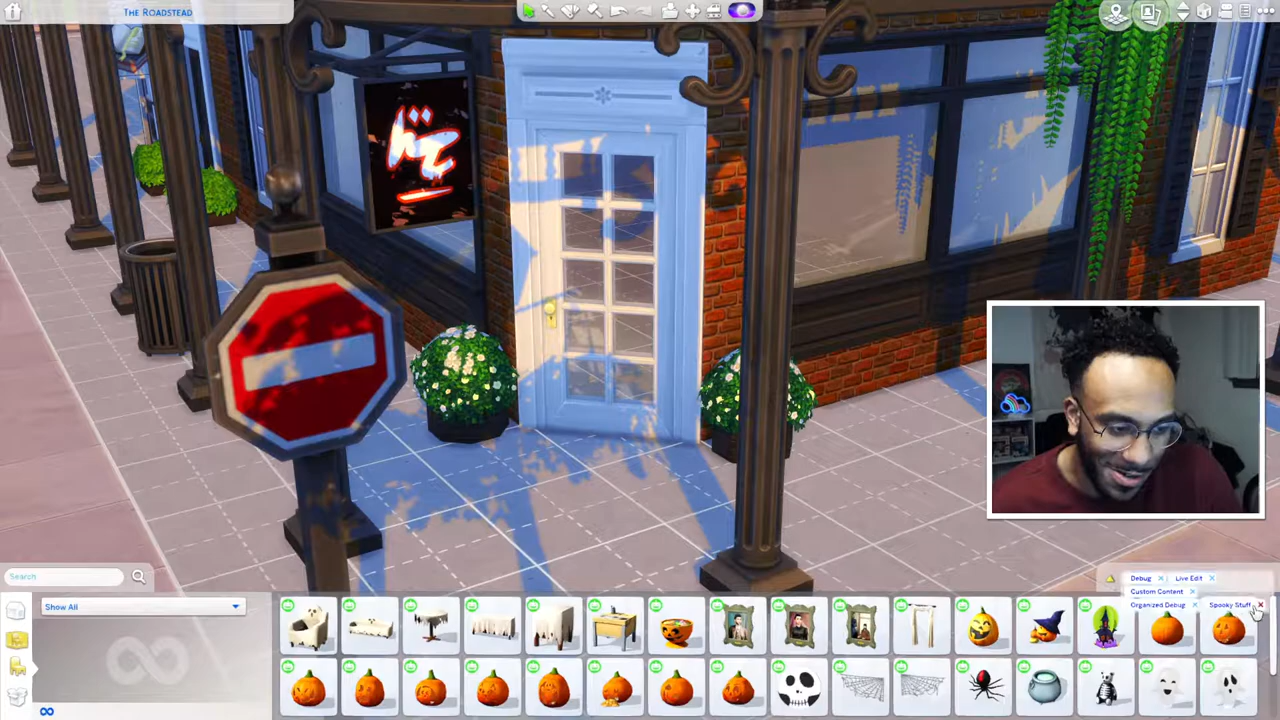 The Roadstead
Search
Show All
Debug
Live Edit
Custom Content
Organized Debug
Spooky Stuff